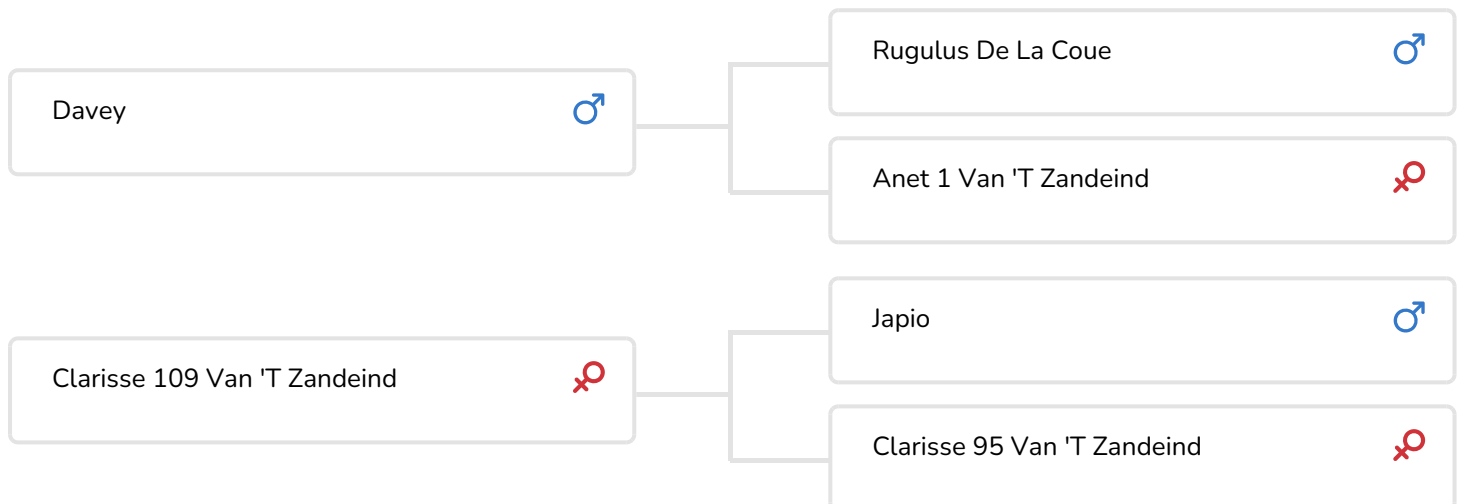 Rugulus De La Coue
Davey
Anet 1 Van 'T Zandeind
Japio
Clarisse 109 Van 'T Zandeind
Clarisse 95 Van 'T Zandeind